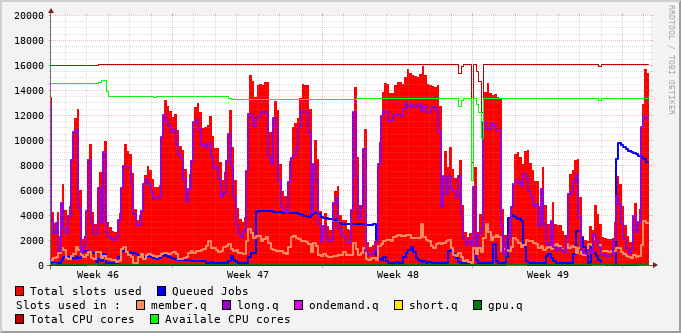 20000
18000
16000
14000
12000
10000
8000
6000
4000
2000
0
Week 46 Week 47 Week 48 Week 49
RRDTOOL / TOBI OETIKER
Total slots used Queued Jobs
Slots used in : member.q long.q ondemand.q short.q gpu.q
Total CPU cores Availale CPU cores